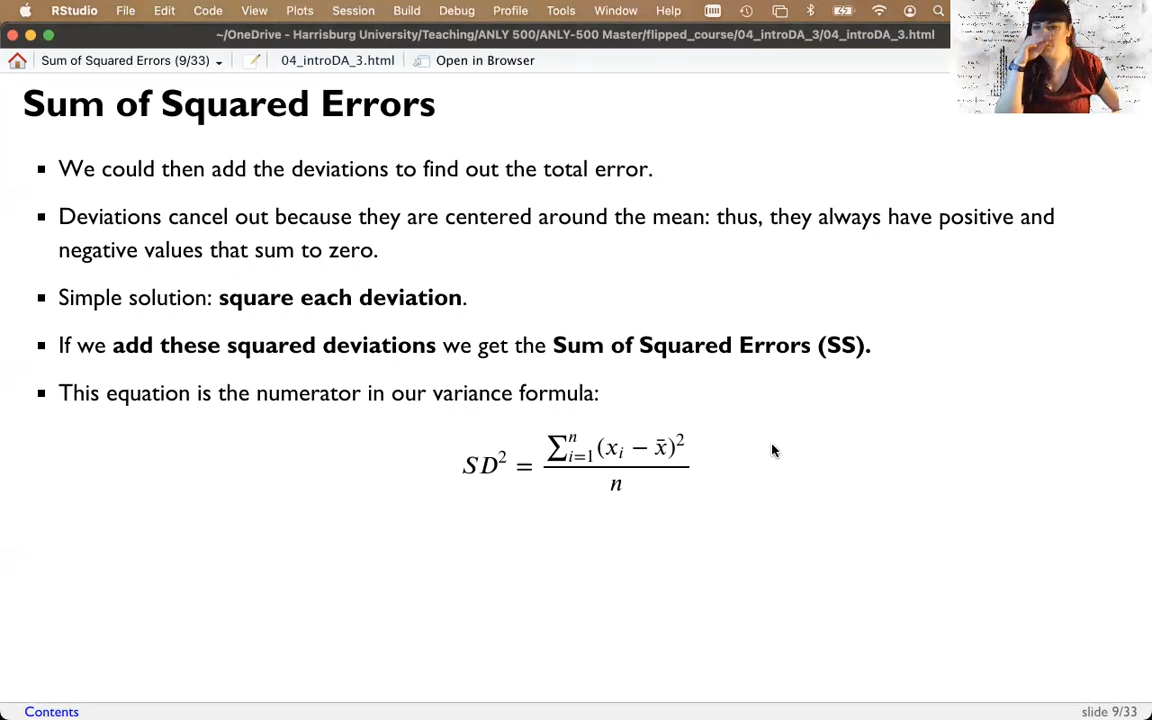 RStudio File Edit Code View Plots Session Build Debug Profile Tools Window Help
~/OneDrive - Harrisburg University/Teaching/ANLY 500/ANLY-500 Master/flipped_course/04_introDA_3/04_introDA_3.html
Sum of Squared Errors (9/33) 04_introDA_3.html Open in Browser
Sum of Squared Errors
▪ We could then add the deviations to find out the total error.
▪ Deviations cancel out because they are centered around the mean: thus, they always have positive and
negative values that sum to zero.
▪ Simple solution: square each deviation.
▪ If we add these squared deviations we get the Sum of Squared Errors (SS).
▪ This equation is the numerator in our variance formula:
SD² = ∑ⁿᵢ₌₁(xᵢ − x̄)² / n
Contents slide 9/33